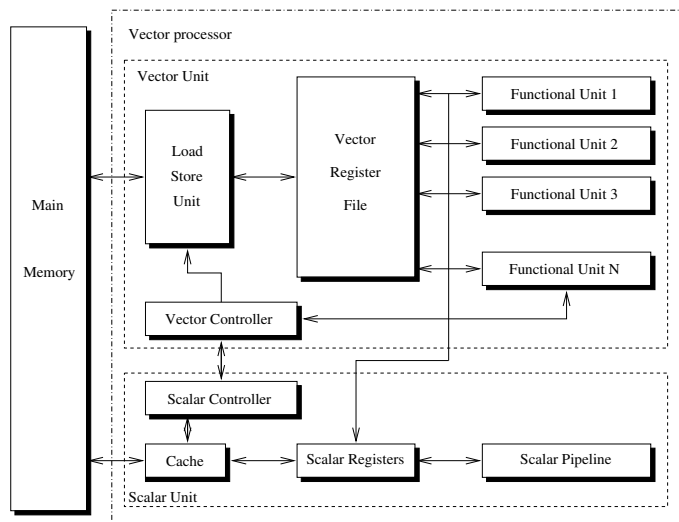 Vector processor
Vector Unit
Functional Unit 1
Functional Unit 2
Functional Unit 3
Functional Unit N
Load
Store
Unit
Vector
Register
File
Main
Memory
Vector Controller
Scalar Controller
Cache
Scalar Registers
Scalar Pipeline
Scalar Unit